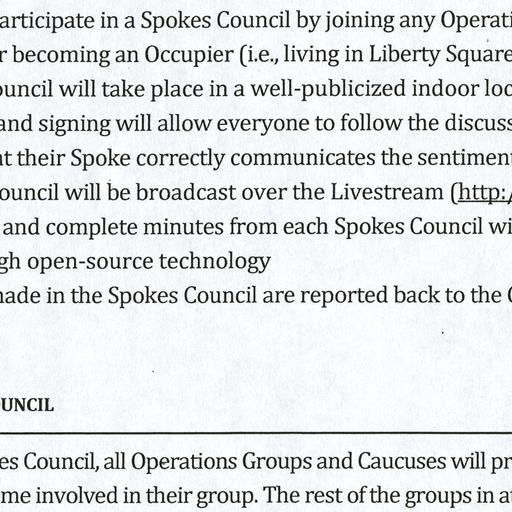 articipate in a Spokes Council by joining any Operati
r becoming an Occupier (i.e., living in Liberty Square
ouncil will take place in a well-publicized indoor loc
and signing will allow everyone to follow the discuss
at their Spoke correctly communicates the sentiment
ouncil will be broadcast over the Livestream (http:/
and complete minutes from each Spokes Council wi
gh open-source technology
made in the Spokes Council are reported back to the G
OUNCIL
es Council, all Operations Groups and Caucuses will pr
me involved in their group. The rest of the groups in at